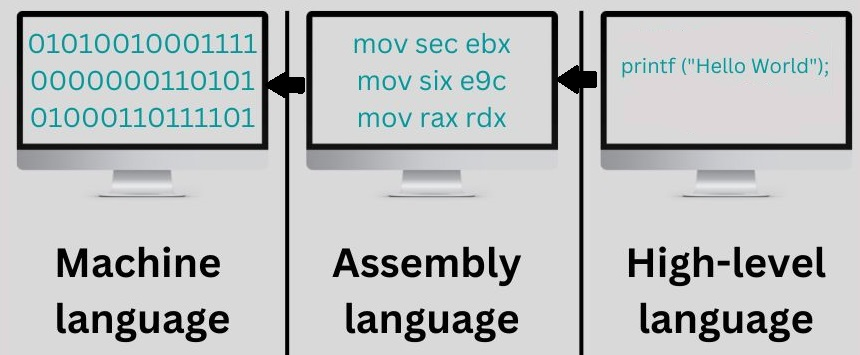 01010010001111
0000000110101
01000110111101
Machine
language
mov sec ebx
mov six e9c
mov rax rdx
Assembly
language
printf ("Hello World");
High-level
language